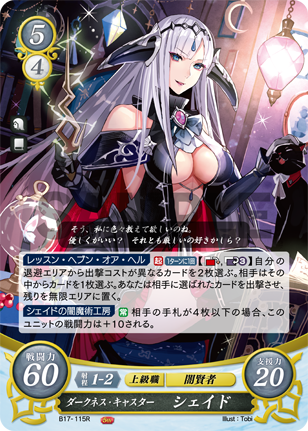 5
4
そう、私に色々教えて欲しいのね。
優しくがいい？ それとも厳しいの好きかしら？
レッスン・ヘブン・オア・ヘル 起 1ターンに1回 3 自分の
退避エリアから出撃コストが異なるカードを2枚選ぶ。相手はその
中からカードを1枚選ぶ。あなたは相手に選ばれたカードを出撃させ、
残りを無限エリアに置く。
シェイドの闇魔術工房 常 相手の手札が4枚以下の場合、この
ユニットの戦闘力は+10される。
戦闘力
60
射程 1-2
上級職
闇賢者
支援力
20
ダークネス・キャスター シェイド
B17-115R
Illust : Tobi